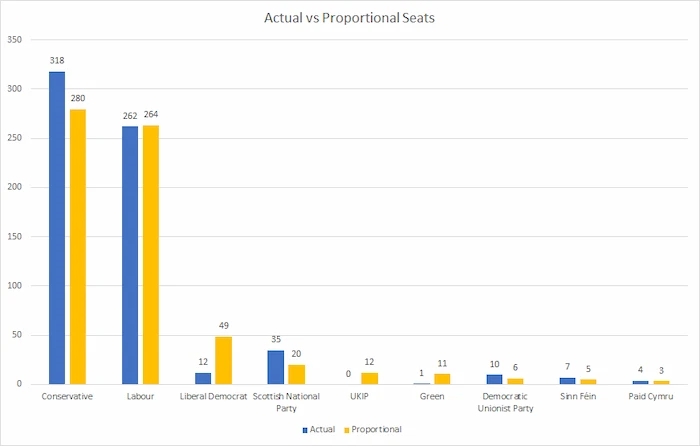 Actual vs Proportional Seats
350
300
250
200
150
100
50
0
318
280
262
264
12
49
35
20
0
12
1
11
10
6
7
5
4
3
Conservative
Labour
Liberal Democrat
Scottish National
Party
UKIP
Green
Democratic
Unionist Party
Sinn Féin
Paid Cymru
Actual
Proportional